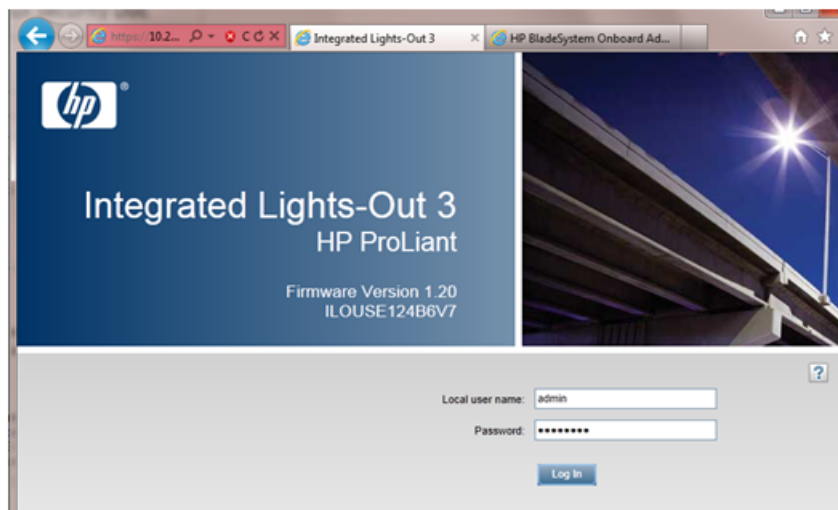 https://10.2...
Integrated Lights-Out 3
HP BladeSystem Onboard Ad...
hp
Integrated Lights-Out 3
HP ProLiant
Firmware Version 1.20
ILOUSE124B6V7
?
Local user name: admin
Password: ••••••••
Log In